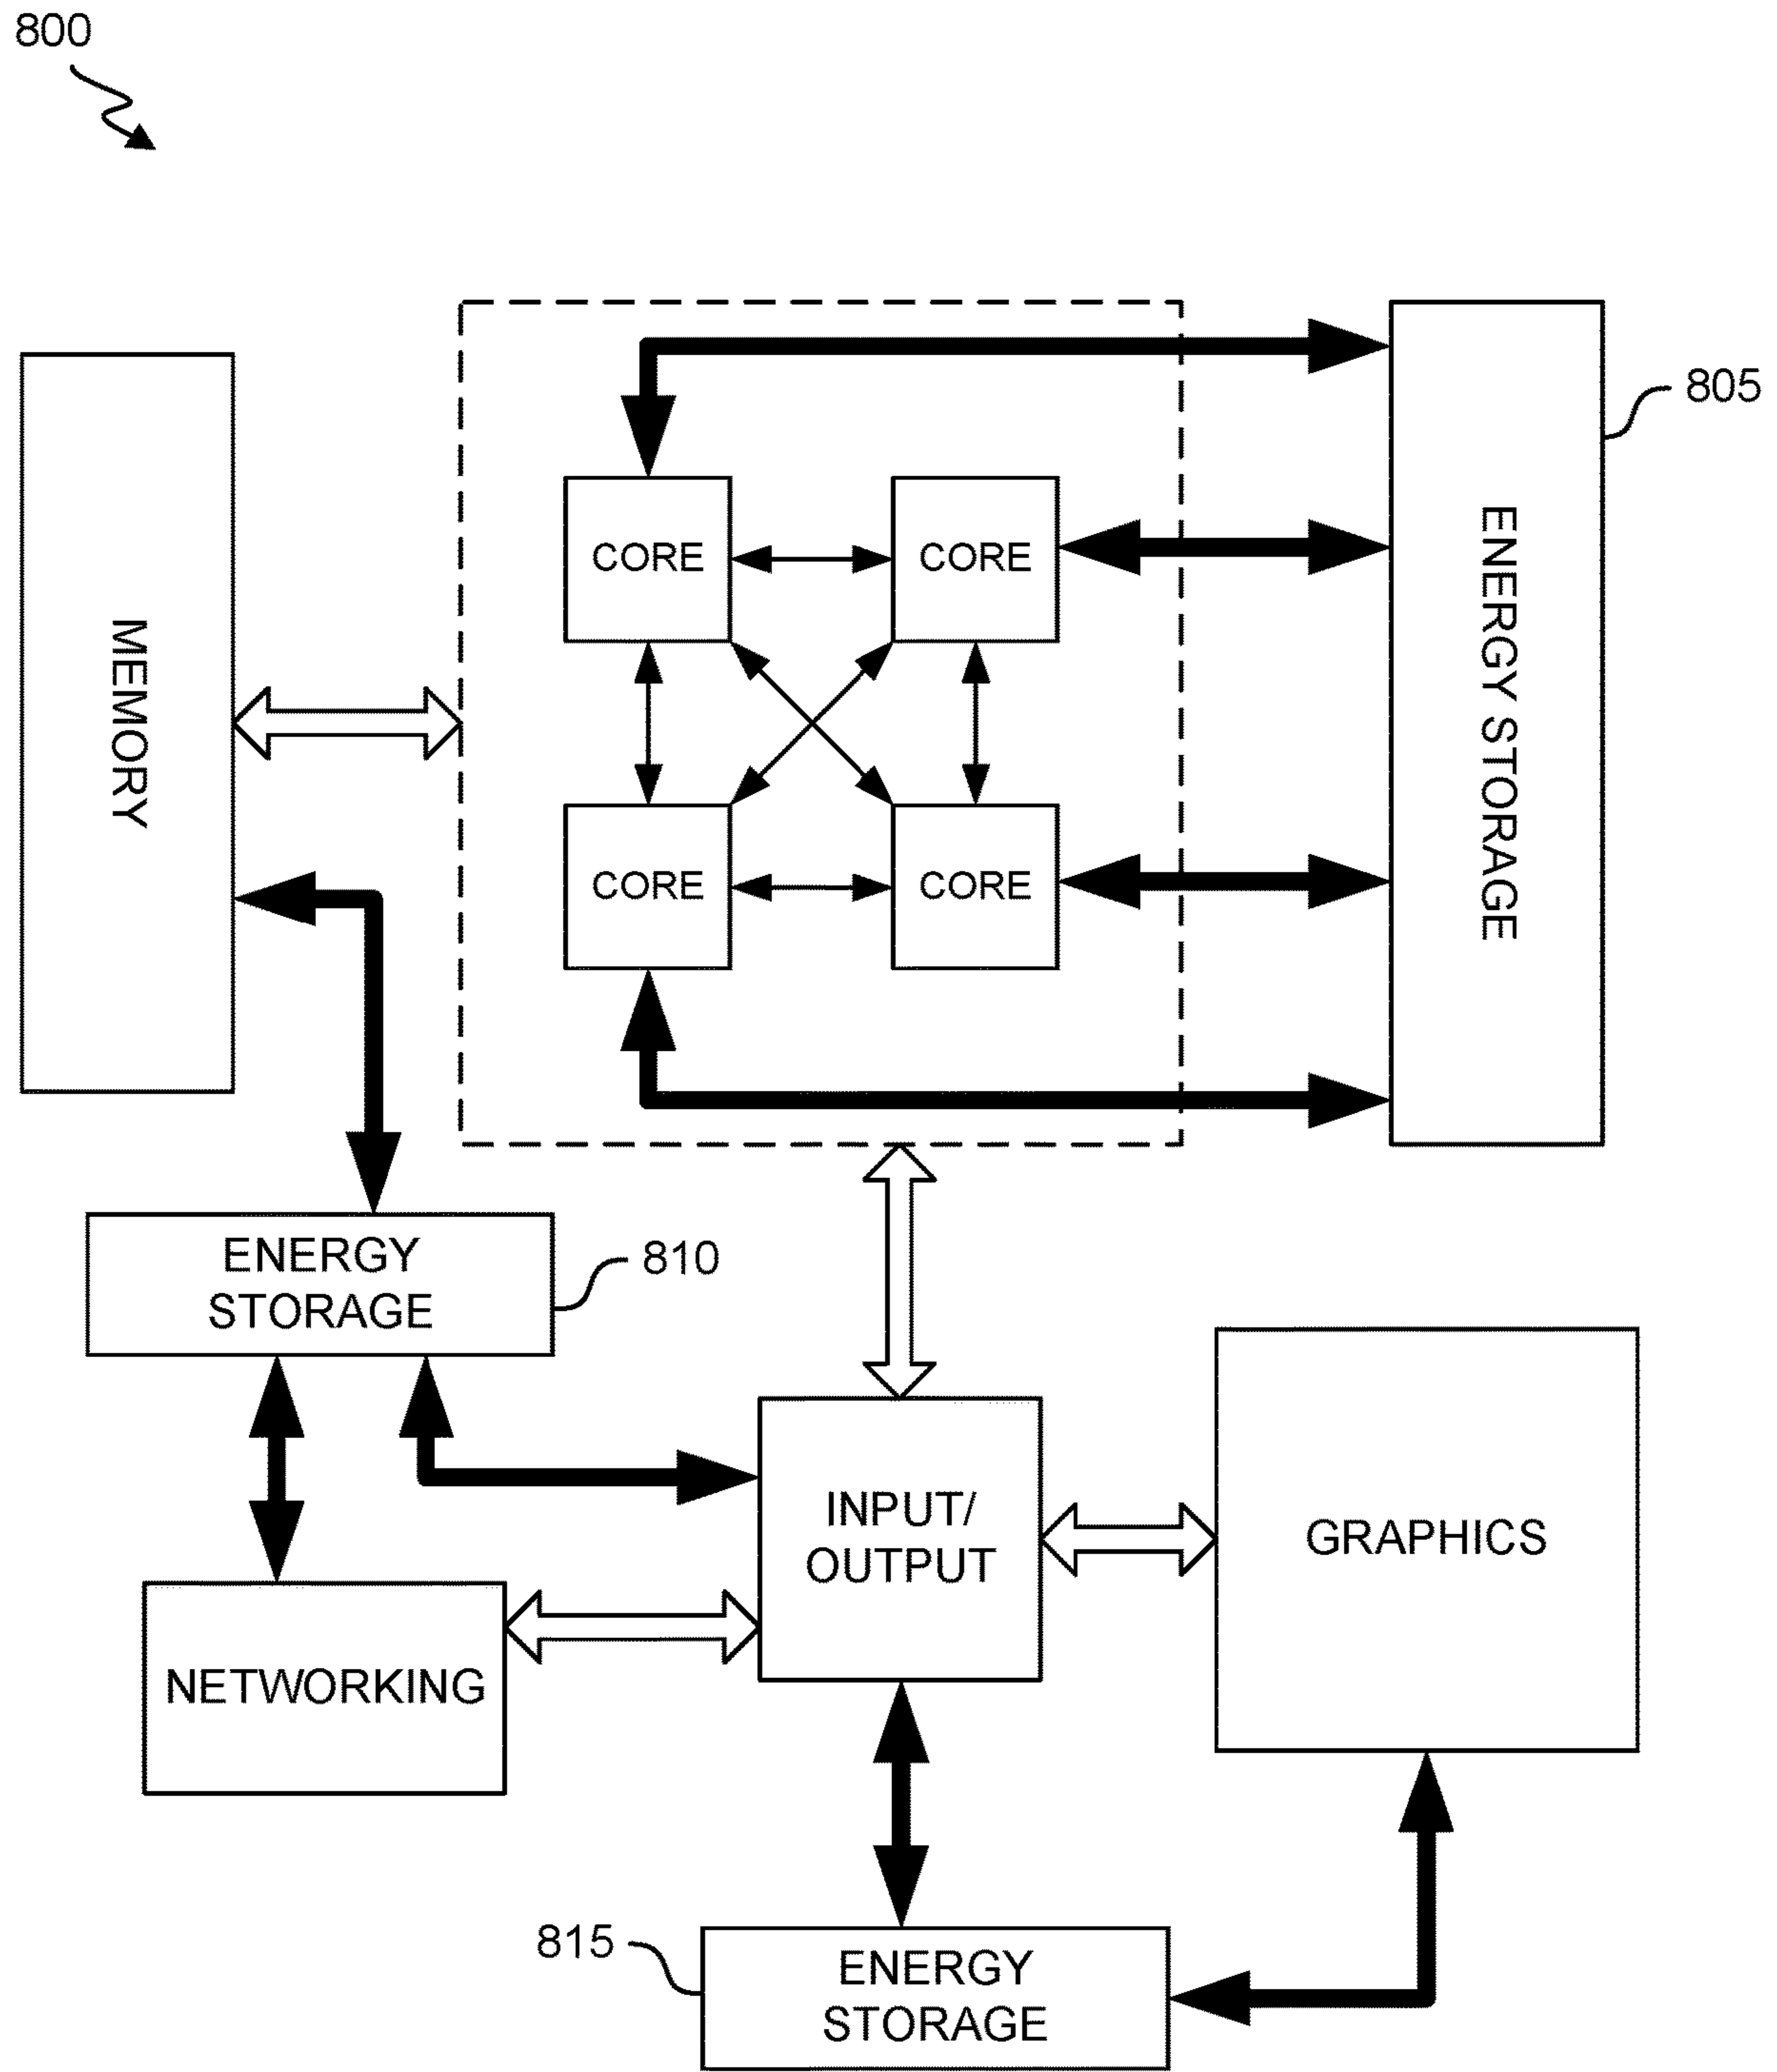 800
805
CORE
CORE
MEMORY
ENERGY STORAGE
CORE
CORE
ENERGY
STORAGE
810
INPUT/
OUTPUT
GRAPHICS
NETWORKING
815
ENERGY
STORAGE